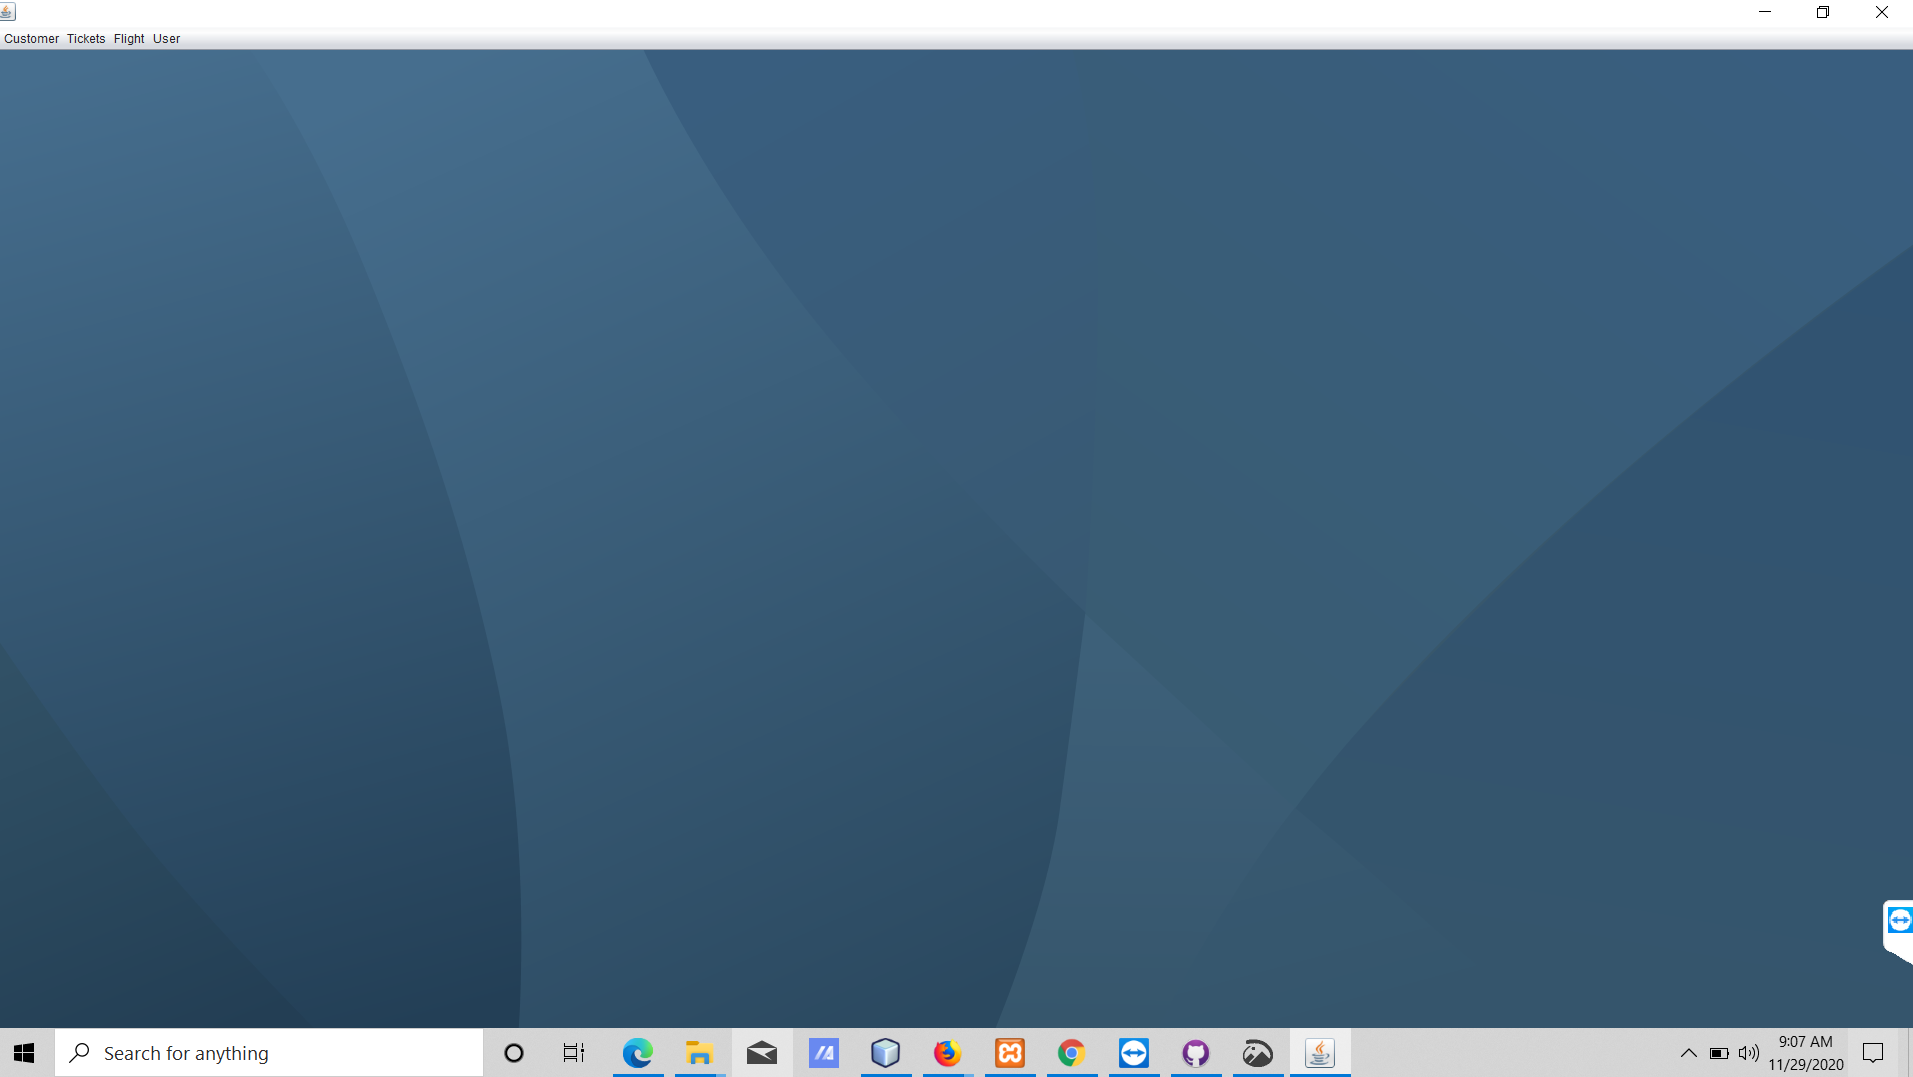 Customer Tickets Flight User
Search for anything
9:07 AM
11/29/2020